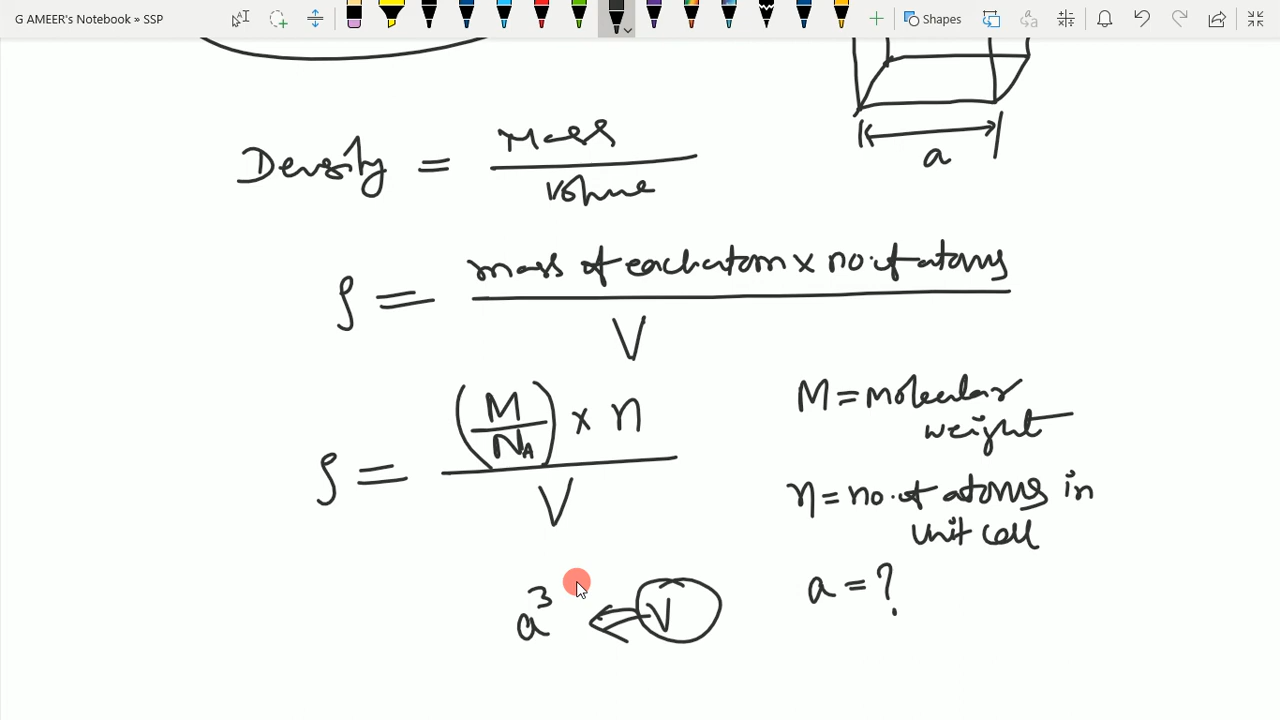 G AMEER's Notebook » SSP
Shapes
a
Density = Mass / Volume
ρ = mass of each atom x no. of atoms / V
ρ = (M/N_A) x n / V
M = molecular
weight
n = no. of atoms in
unit cell
a = ?
a³ ⇐ V